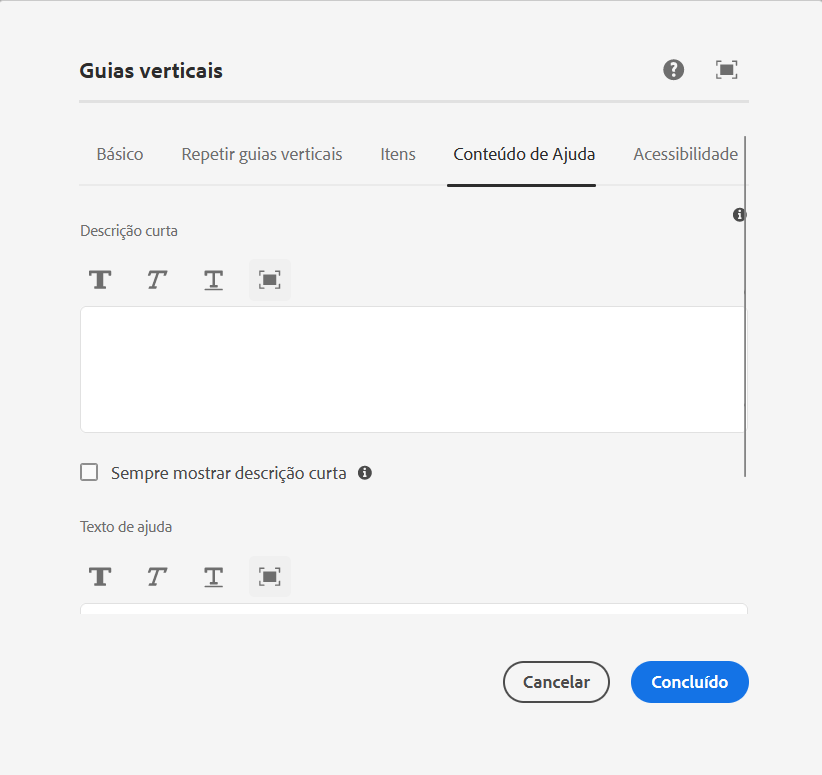 Guias verticais
Básico Repetir guias verticais Itens Conteúdo de Ajuda Acessibilidade
Descrição curta
Sempre mostrar descrição curta
Texto de ajuda
Cancelar Concluído